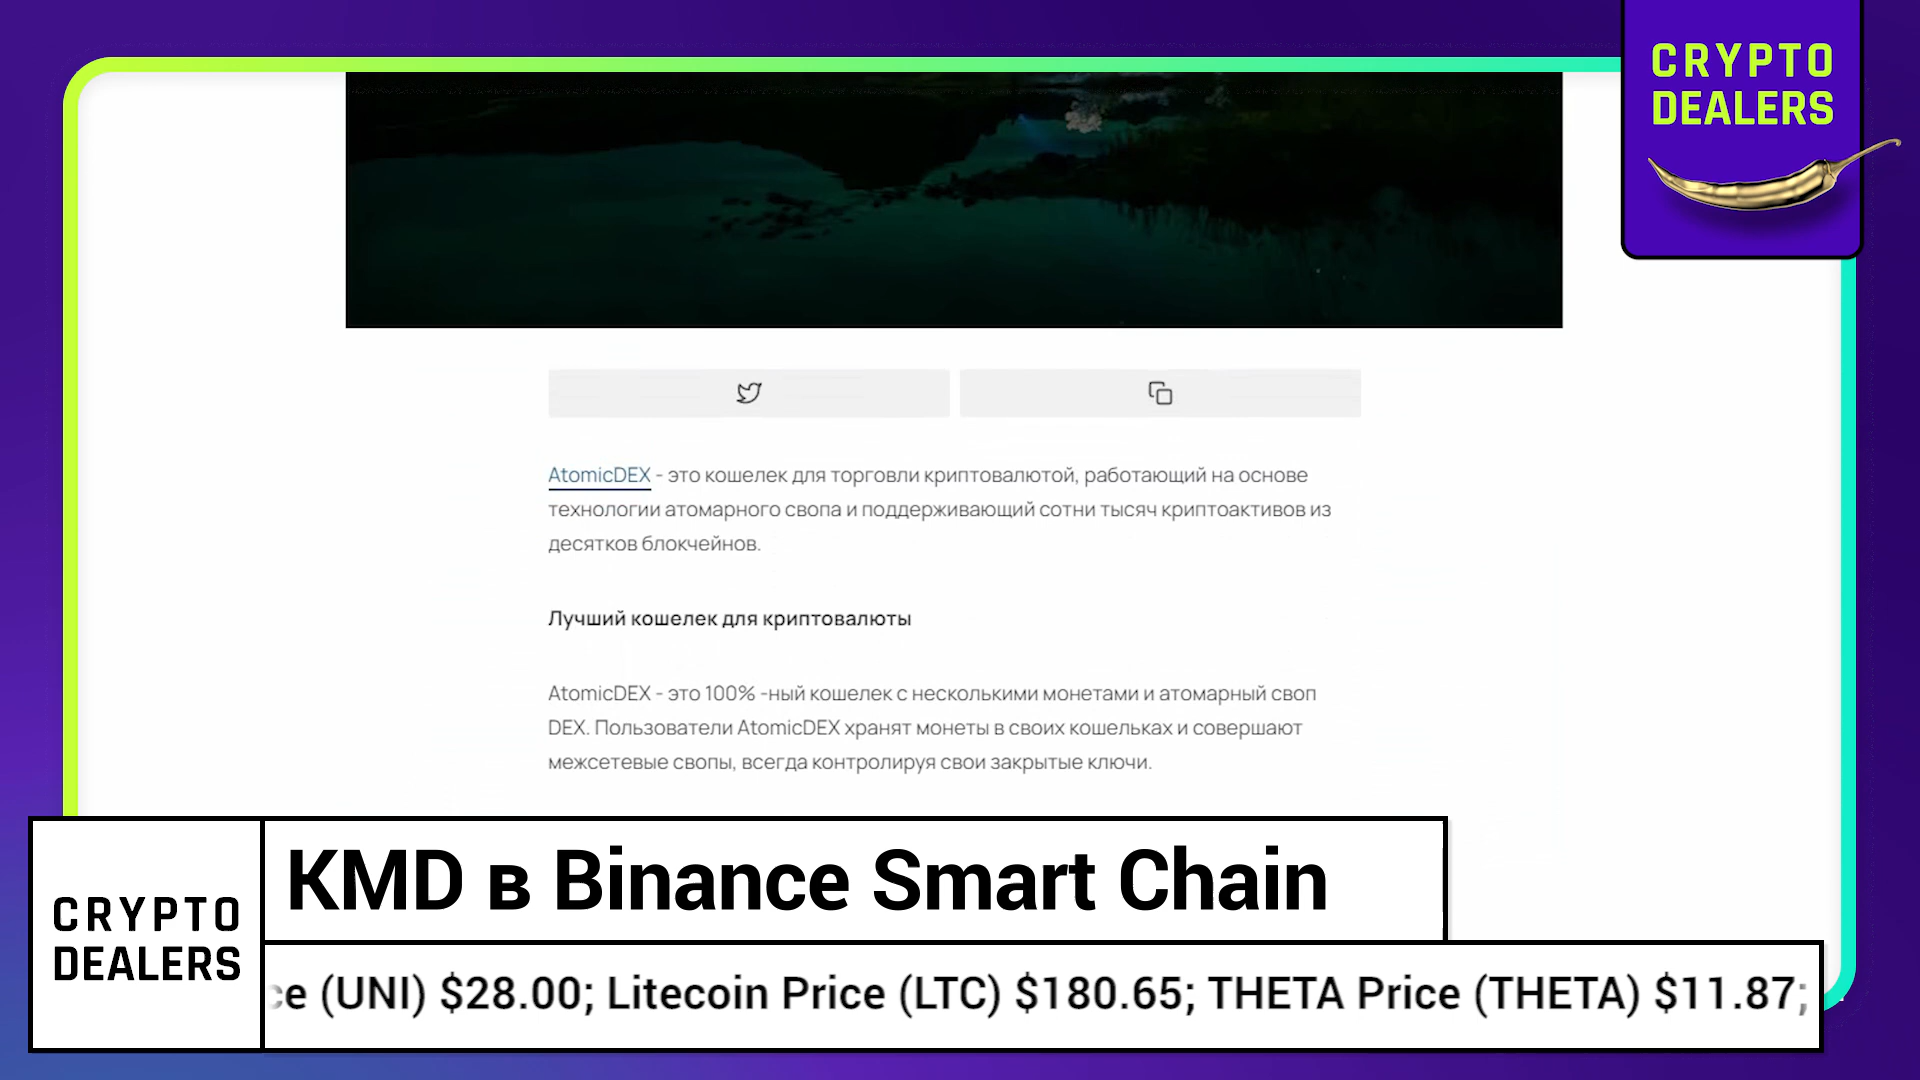 CRYPTO
DEALERS
AtomicDEX - это кошелек для торговли криптовалютой, работающий на основе
технологии атомарного свопа и поддерживающий сотни тысяч криптоактивов из
десятков блокчейнов.
Лучший кошелек для криптовалюты
AtomicDEX - это 100% -ный кошелек с несколькими монетами и атомарный своп
DEX. Пользователи AtomicDEX хранят монеты в своих кошельках и совершают
межсетевые свопы, всегда контролируя свои закрытые ключи.
KMD в Binance Smart Chain
CRYPTO
DEALERS
ce (UNI) $28.00; Litecoin Price (LTC) $180.65; THETA Price (THETA) $11.87;